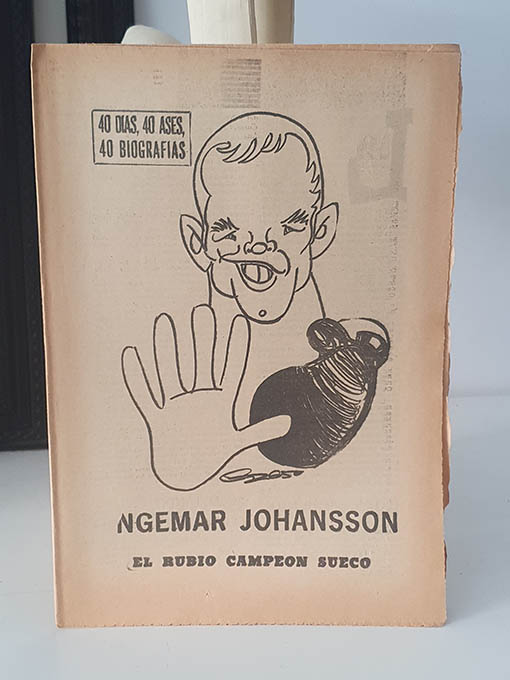 40 DIAS, 40 ASES,
40 BIOGRAFIAS
NGEMAR JOHANSSON
EL RUBIO CAMPEON SUECO